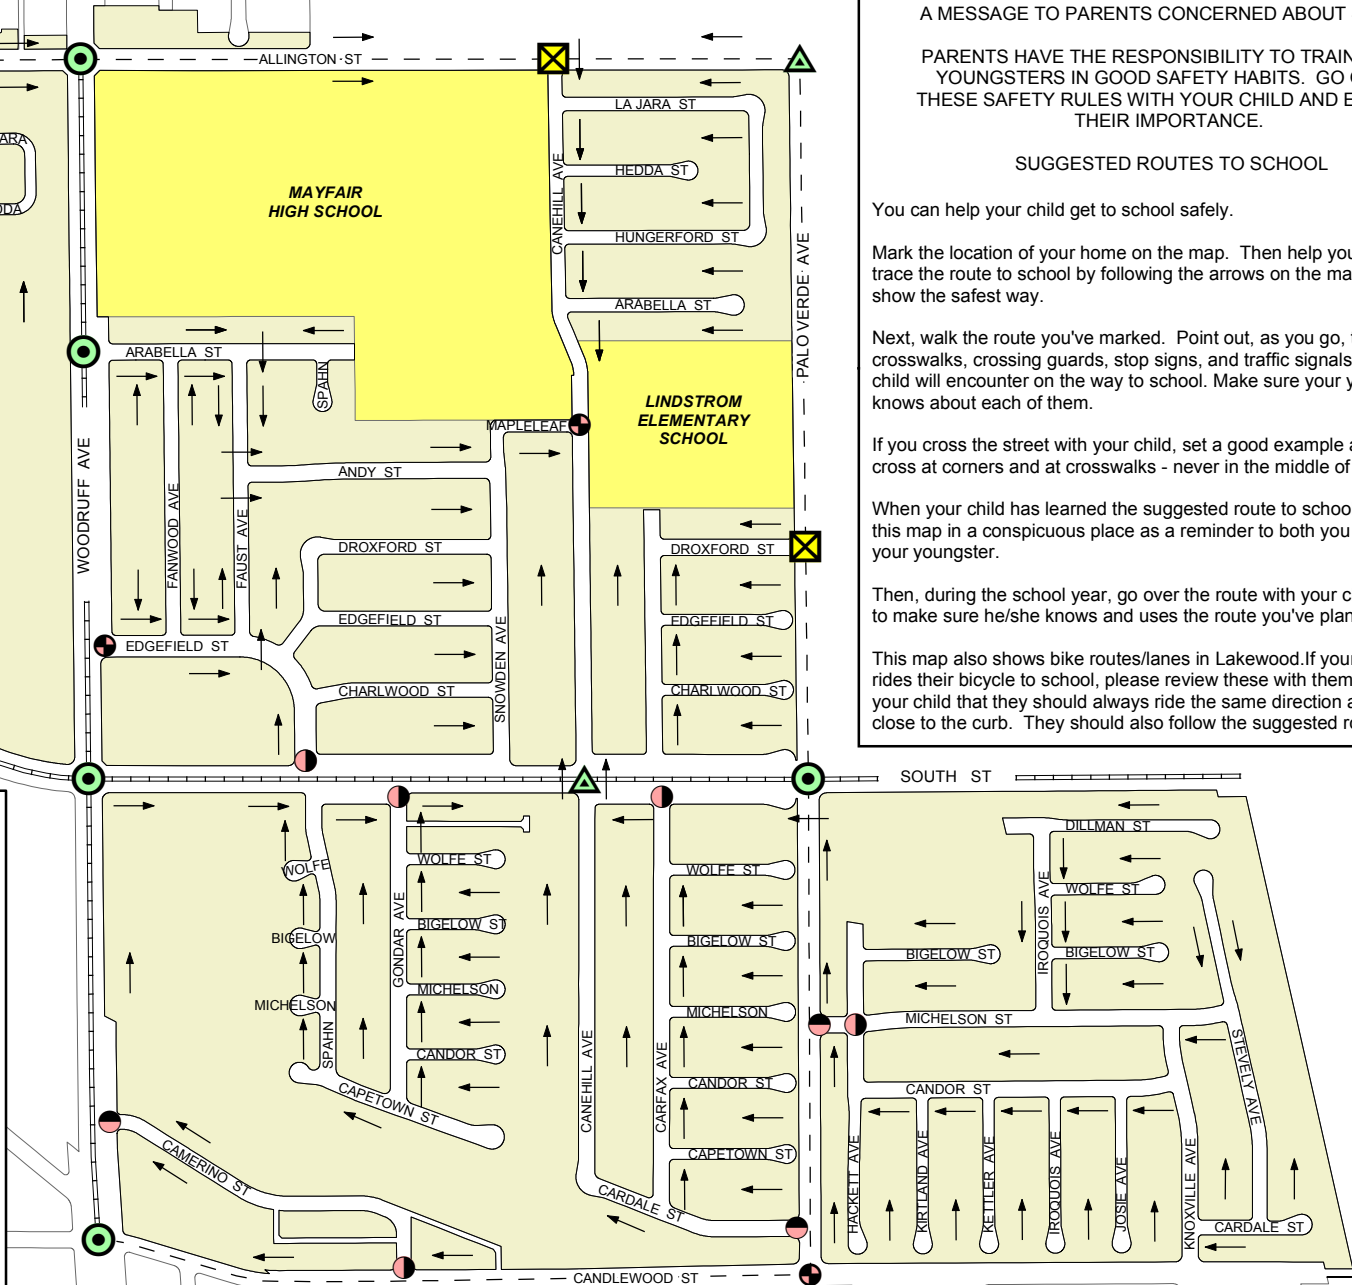 A MESSAGE TO PARENTS CONCERNED ABOUT
PARENTS HAVE THE RESPONSIBILITY TO TRAIN
YOUNGSTERS IN GOOD SAFETY HABITS. GO
THESE SAFETY RULES WITH YOUR CHILD AND
THEIR IMPORTANCE.
SUGGESTED ROUTES TO SCHOOL
You can help your child get to school safely.
Mark the location of your home on the map. Then help
trace the route to school by following the arrows on the
show the safest way.
Next, walk the route you've marked. Point out, as you go,
crosswalks, crossing guards, stop signs, and traffic signals
child will encounter on the way to school. Make sure your
knows about each of them.
If you cross the street with your child, set a good example
cross at corners and at crosswalks - never in the middle of
When your child has learned the suggested route to
this map in a conspicuous place as a reminder to both you
your youngster.
Then, during the school year, go over the route with your
to make sure he/she knows and uses the route you've
This map also shows bike routes/lanes in Lakewood.If
rides their bicycle to school, please review these with them
your child that they should always ride the same direction
close to the curb. They should also follow the suggested
ALLINGTON ST
LA JARA ST
HEDDA ST
HUNGERFORD ST
ARABELLA ST
CANEHILL AVE
PALO VERDE AVE
MAYFAIR
HIGH SCHOOL
LINDSTROM
ELEMENTARY
SCHOOL
ARABELLA ST
SPAHN
MAPLELEAF
ANDY ST
WOODRUFF AVE
FANWOOD AVE
FAUST AVE
DROXFORD ST
EDGEFIELD ST
CHARLWOOD ST
SNOWDEN AVE
EDGEFIELD ST
DROXFORD ST
EDGEFIELD ST
CHARLWOOD ST
SOUTH ST
WOLFE
BIGELOW
MICHELSON
SPAHN
CAPETOWN ST
GONDAR AVE
WOLFE ST
BIGELOW ST
MICHELSON
CANDOR ST
CANEHILL AVE
CARFAX AVE
WOLFE ST
BIGELOW ST
MICHELSON
CANDOR ST
CAPETOWN ST
CARDALE ST
CAMERINO ST
CANDLEWOOD ST
DILLMAN ST
WOLFE ST
BIGELOW ST
IROQUOIS AVE
BIGELOW ST
MICHELSON ST
CANDOR ST
STEVELY AVE
HACKETT AVE
KIRTLAND AVE
KETTLER AVE
IROQUOIS AVE
JOSIE AVE
KNOXVILLE AVE
CARDALE ST